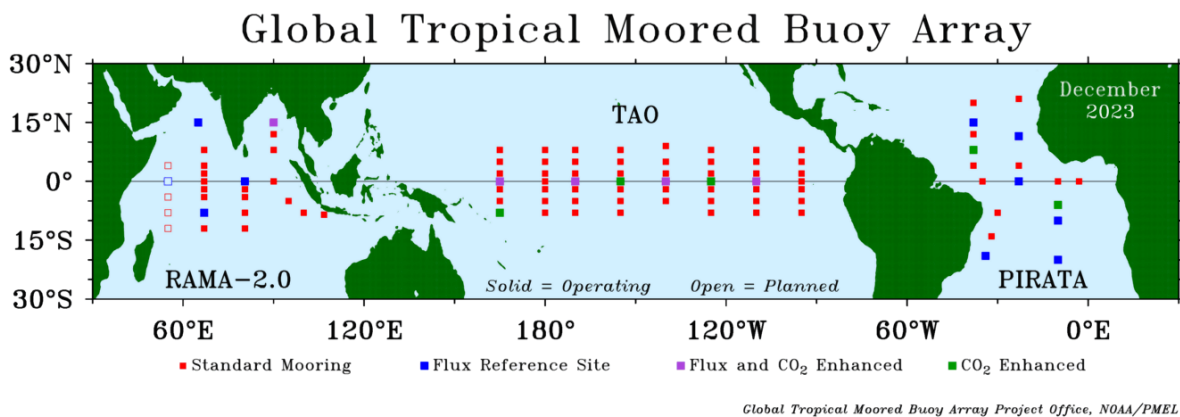 Global Tropical Moored Buoy Array
30°N
15°N
0°
15°S
30°S
TAO
December
2023
RAMA-2.0
Solid = Operating
Open = Planned
PIRATA
60°E
120°E
180°
120°W
60°W
0°E
Standard Mooring
Flux Reference Site
Flux and CO₂ Enhanced
CO₂ Enhanced
Global Tropical Moored Buoy Array Project Office, NOAA/PMEL